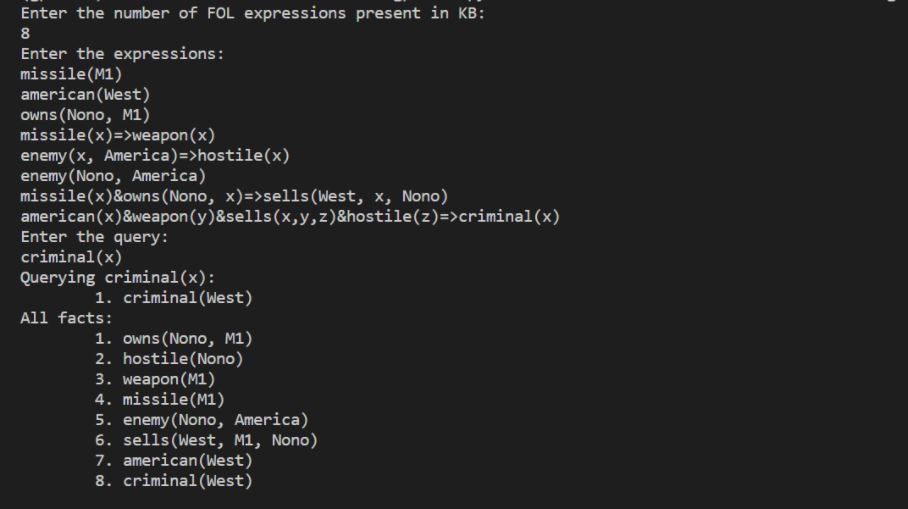 Enter the number of FOL expressions present in KB:
8
Enter the expressions:
missile(M1)
american(West)
owns(Nono, M1)
missile(x)=>weapon(x)
enemy(x, America)=>hostile(x)
enemy(Nono, America)
missile(x)&owns(Nono, x)=>sells(West, x, Nono)
american(x)&weapon(y)&sells(x,y,z)&hostile(z)=>criminal(x)
Enter the query:
criminal(x)
Querying criminal(x):
1. criminal(West)
All facts:
1. owns(Nono, M1)
2. hostile(Nono)
3. weapon(M1)
4. missile(M1)
5. enemy(Nono, America)
6. sells(West, M1, Nono)
7. american(West)
8. criminal(West)